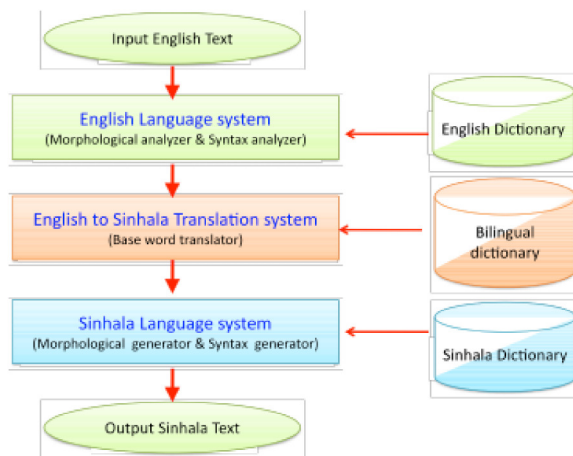 Input English Text
English Language system
(Morphological analyzer & Syntax analyzer)
English Dictionary
English to Sinhala Translation system
(Base word translator)
Bilingual
dictionary
Sinhala Language system
(Morphological generator & Syntax generator)
Sinhala Dictionary
Output Sinhala Text